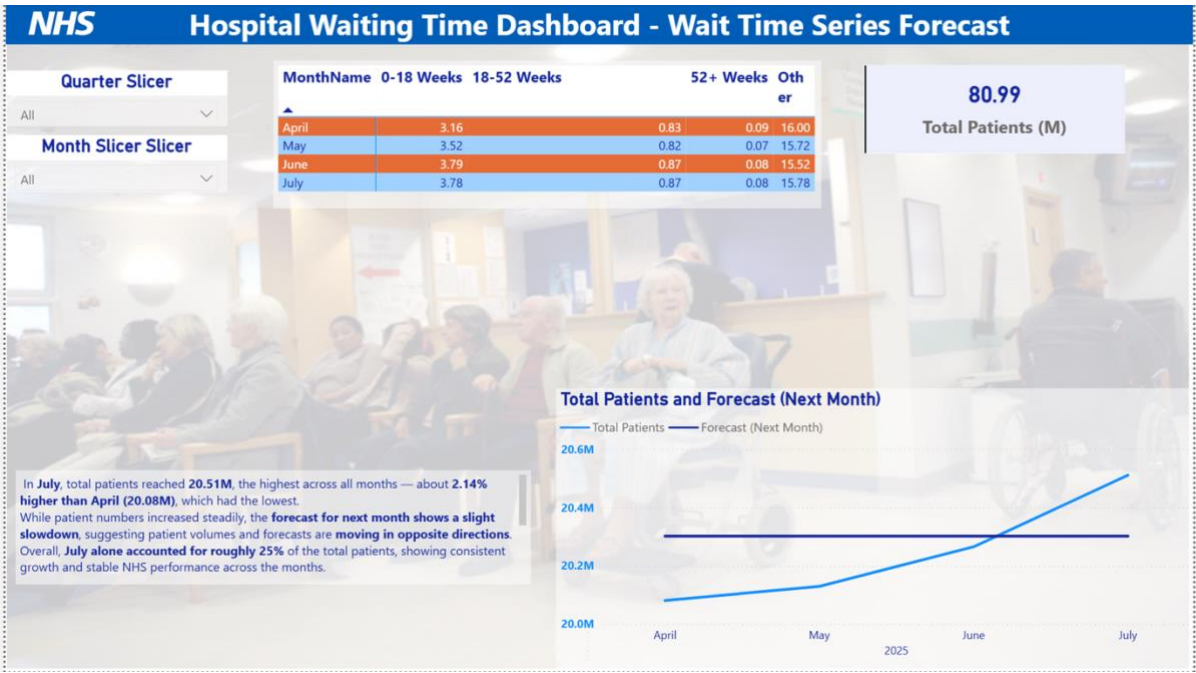 NHS
Hospital Waiting Time Dashboard - Wait Time Series Forecast
Quarter Slicer
All
Month Slicer Slicer
All
MonthName 0-18 Weeks 18-52 Weeks 52+ Weeks Oth
er
April 3.16 0.83 0.09 16.00
May 3.52 0.82 0.07 15.72
June 3.79 0.87 0.08 15.52
July 3.78 0.87 0.08 15.78
80.99
Total Patients (M)
In July, total patients reached 20.51M, the highest across all months — about 2.14%
higher than April (20.08M), which had the lowest.
While patient numbers increased steadily, the forecast for next month shows a slight
slowdown, suggesting patient volumes and forecasts are moving in opposite directions.
Overall, July alone accounted for roughly 25% of the total patients, showing consistent
growth and stable NHS performance across the months.
Total Patients and Forecast (Next Month)
Total Patients Forecast (Next Month)
20.6M
20.4M
20.2M
20.0M
April May June July
2025